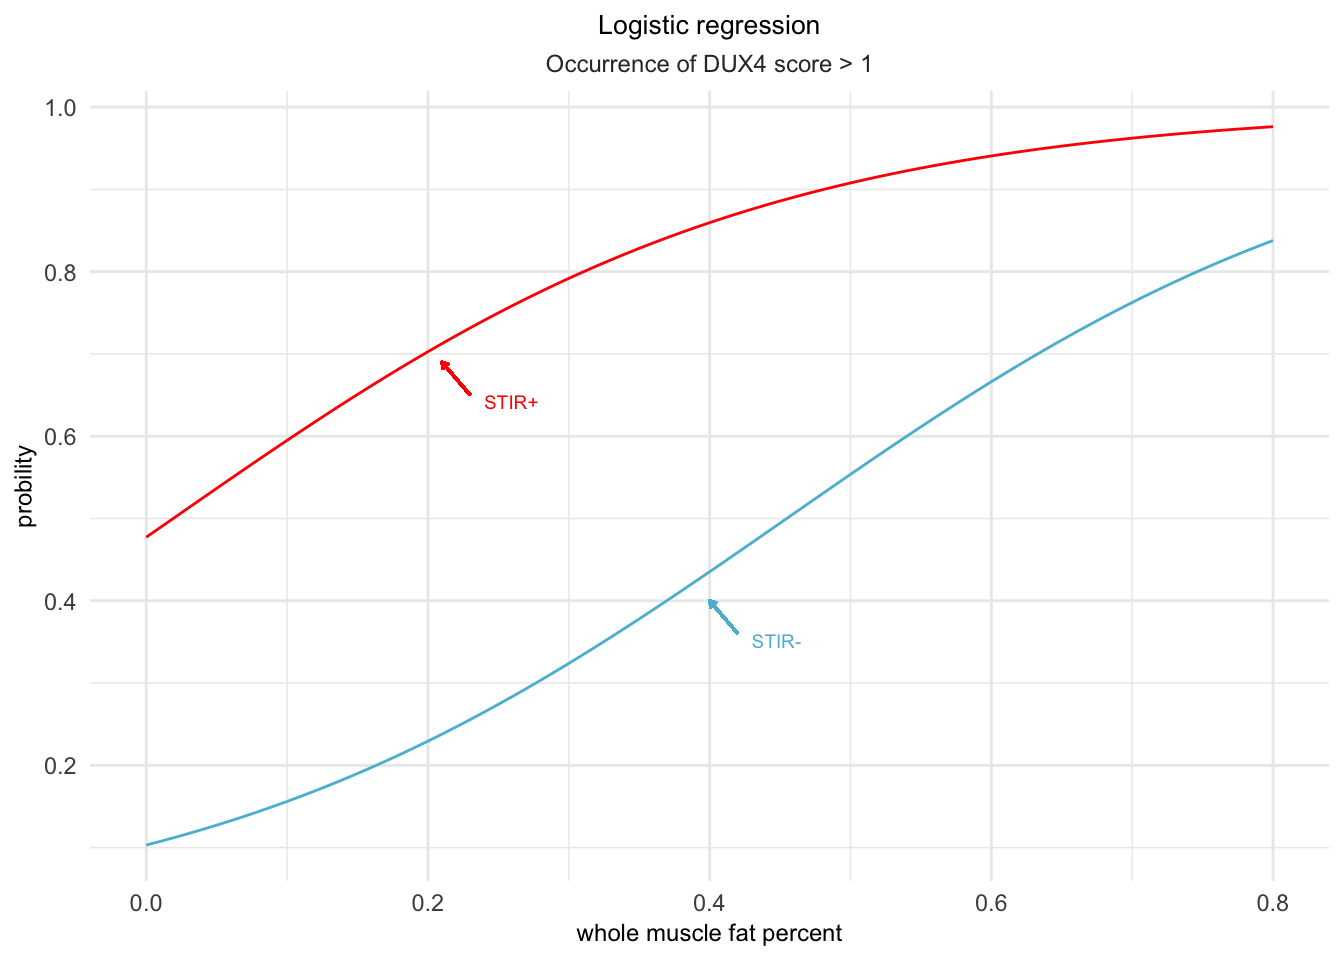 Logistic regression
Occurrence of DUX4 score > 1
1.0
0.8
0.6
0.4
0.2
probility
STIR+
STIR-
0.0
0.2
0.4
0.6
0.8
whole muscle fat percent